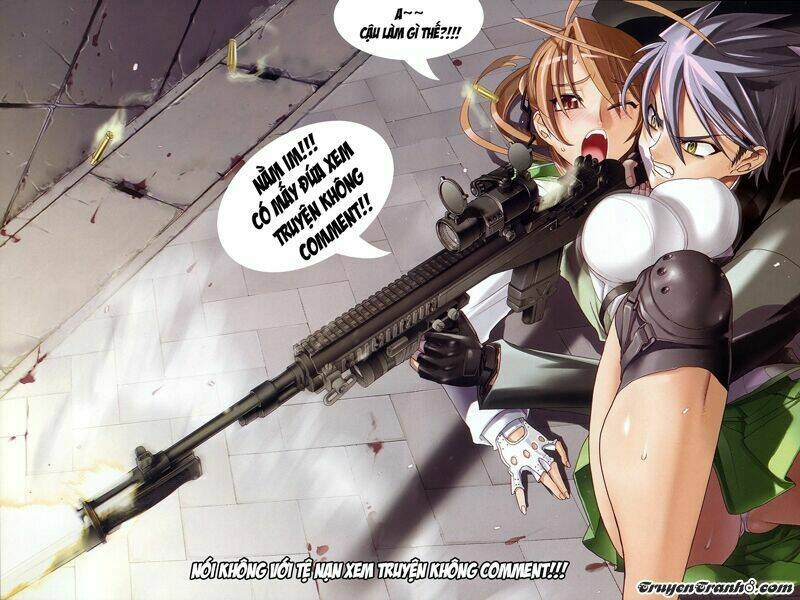 A~~
CẬU LÀM GÌ THẾ?!!!
NẰM IM!!!
CÓ MẤY ĐỨA XEM
TRUYỆN KHÔNG
COMMENT!!
NÓI KHÔNG VỚI TỆ NẠN XEM TRUYỆN KHÔNG COMMENT!!!
TruyenTranh8.com